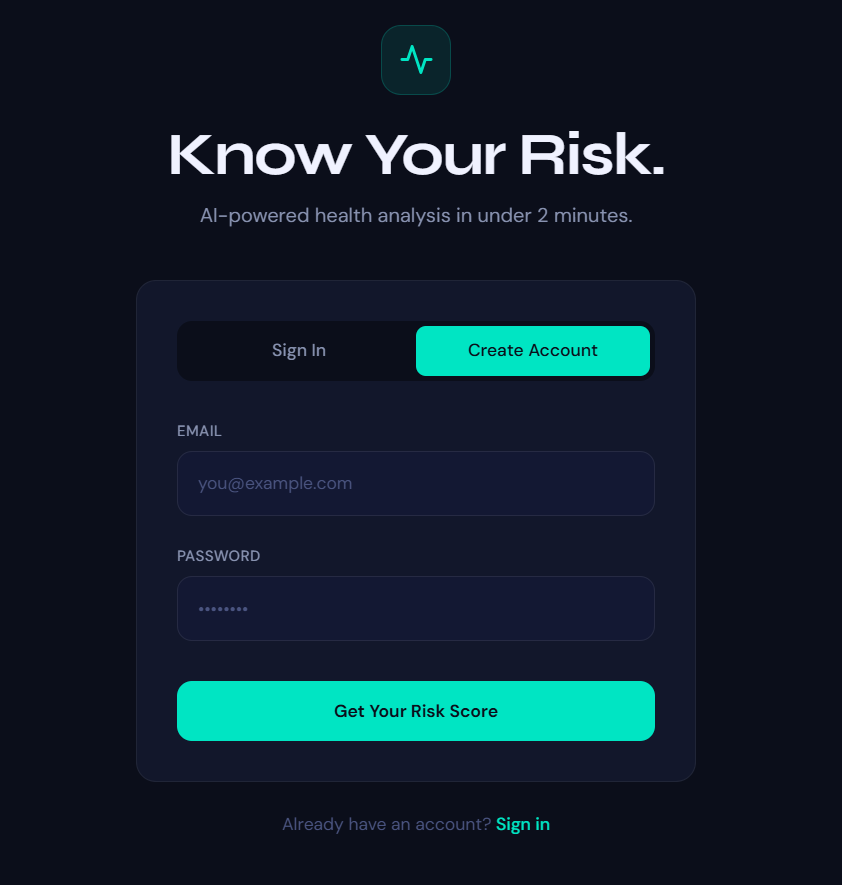 Know Your Risk.
AI-powered health analysis in under 2 minutes.
Sign In
Create Account
EMAIL
you@example.com
PASSWORD
••••••••
Get Your Risk Score
Already have an account? Sign in